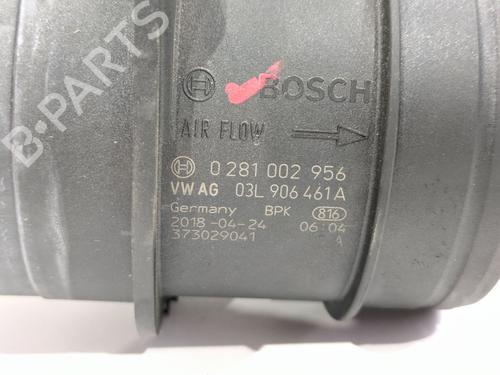 B-PARTS
BOSCH
AIR FLOW
0 281 002 956
VW AG 03L 906 461A
Germany BPK 816
2018-04-24 06:04
373029041 A